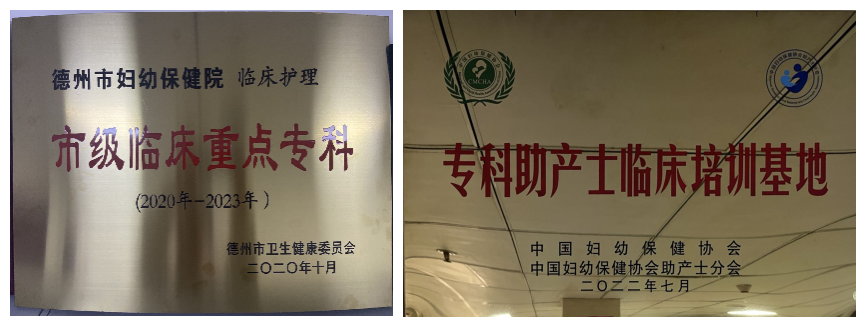 德州市妇幼保健院 临床护理
市级临床重点专科
(2020年-2023年)
德州市卫生健康委员会
二〇二〇年十月
CMCHA
专科助产士临床培训基地
中国妇幼保健协会
中国妇幼保健协会助产士分会
二〇二二年七月